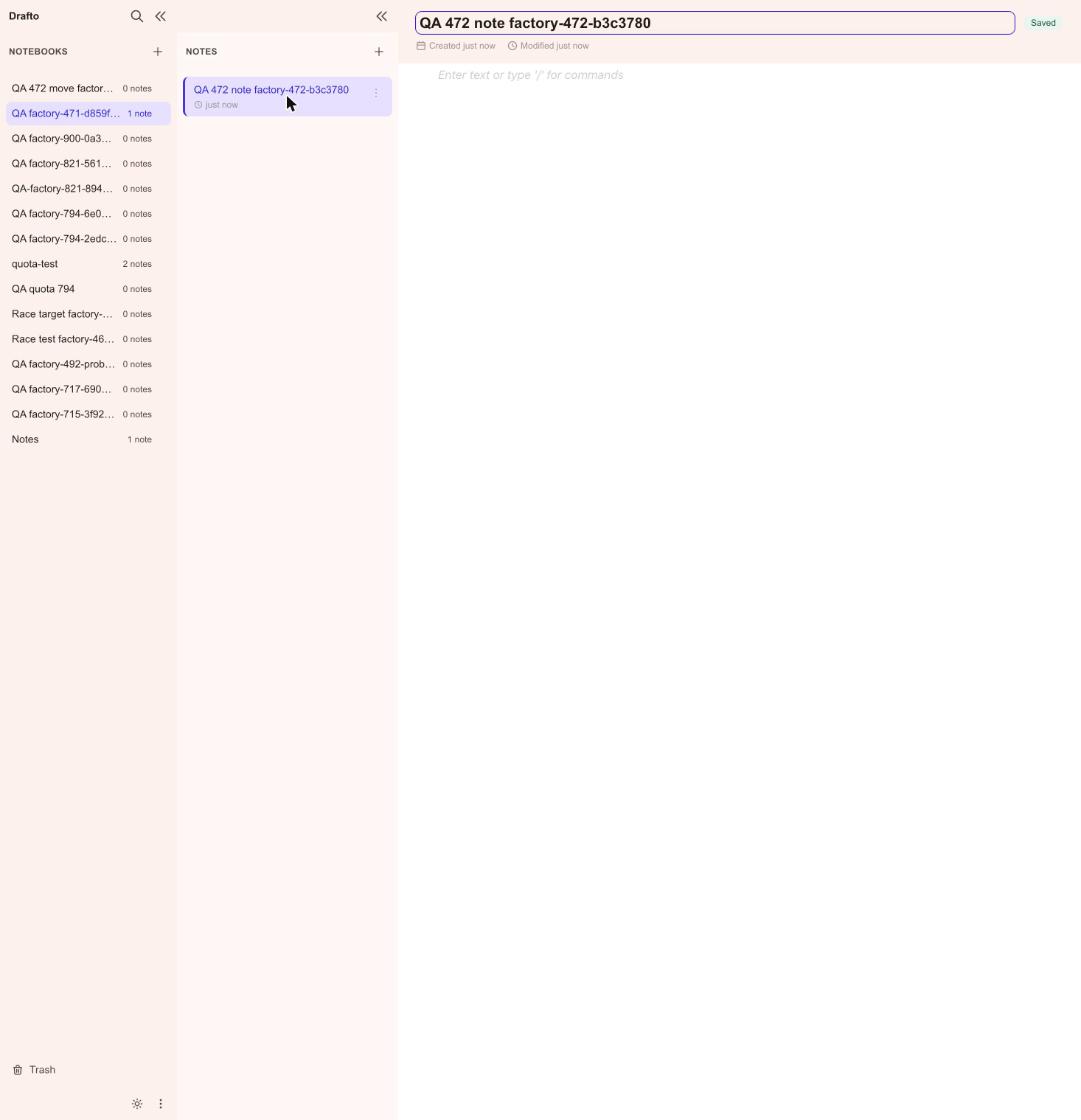 Drafto
NOTEBOOKS
QA 472 move factor... 0 notes
QA factory-471-d859f... 1 note
QA factory-900-0a3... 0 notes
QA factory-821-561... 0 notes
QA-factory-821-894... 0 notes
QA factory-794-6e0... 0 notes
QA factory-794-2edc... 0 notes
quota-test 2 notes
QA quota 794 0 notes
Race target factory-... 0 notes
Race test factory-46... 0 notes
QA factory-492-prob... 0 notes
QA factory-717-690... 0 notes
QA factory-715-3f92... 0 notes
Notes 1 note
Trash
NOTES
QA 472 note factory-472-b3c3780
just now
QA 472 note factory-472-b3c3780
Saved
Created just now Modified just now
Enter text or type '/' for commands